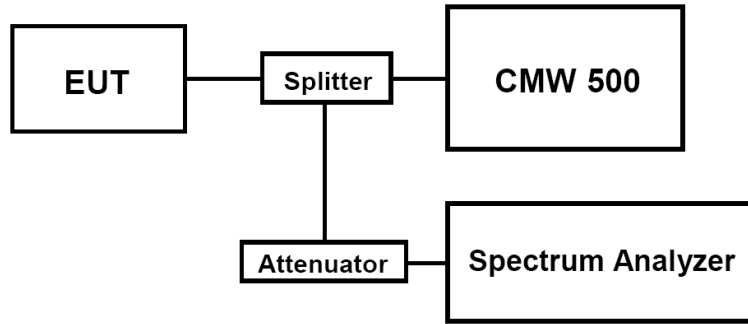 EUT
Splitter
CMW 500
Attenuator
Spectrum Analyzer